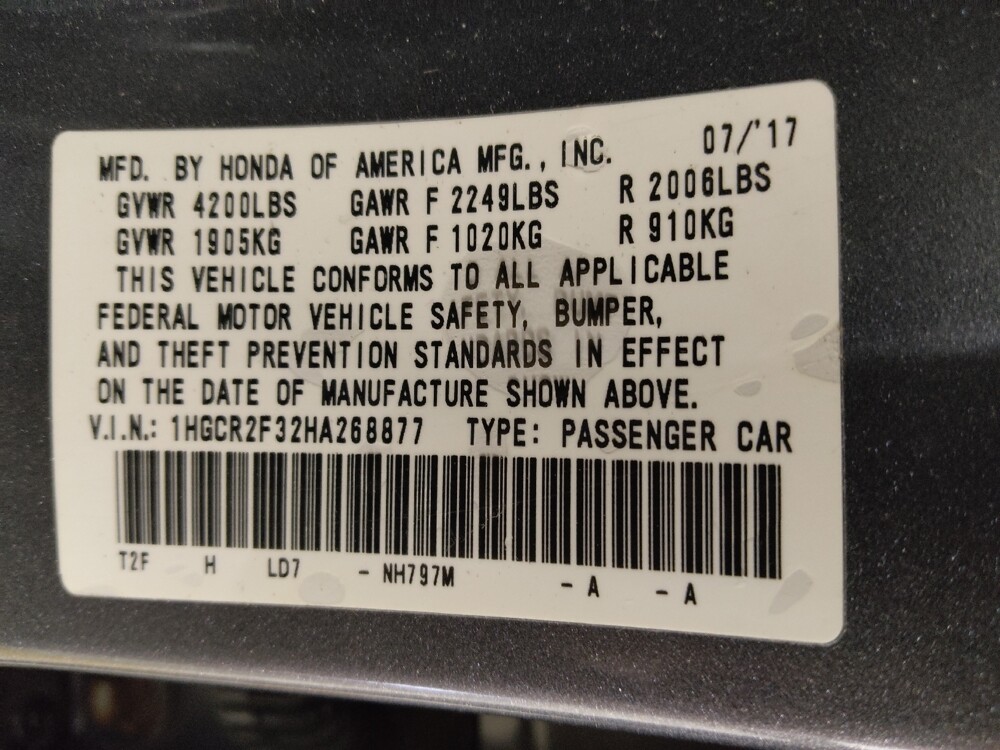 MFD. BY HONDA OF AMERICA MFG., INC. 07/'17
GVWR 4200LBS GAWR F 2249LBS R 2006LBS
GVWR 1905KG GAWR F 1020KG R 910KG
THIS VEHICLE CONFORMS TO ALL APPLICABLE
FEDERAL MOTOR VEHICLE SAFETY, BUMPER,
AND THEFT PREVENTION STANDARDS IN EFFECT
ON THE DATE OF MANUFACTURE SHOWN ABOVE.
V.I.N.: 1HGCR2F32HA268877 TYPE: PASSENGER CAR
T2F H LD7 - NH797M - A - A